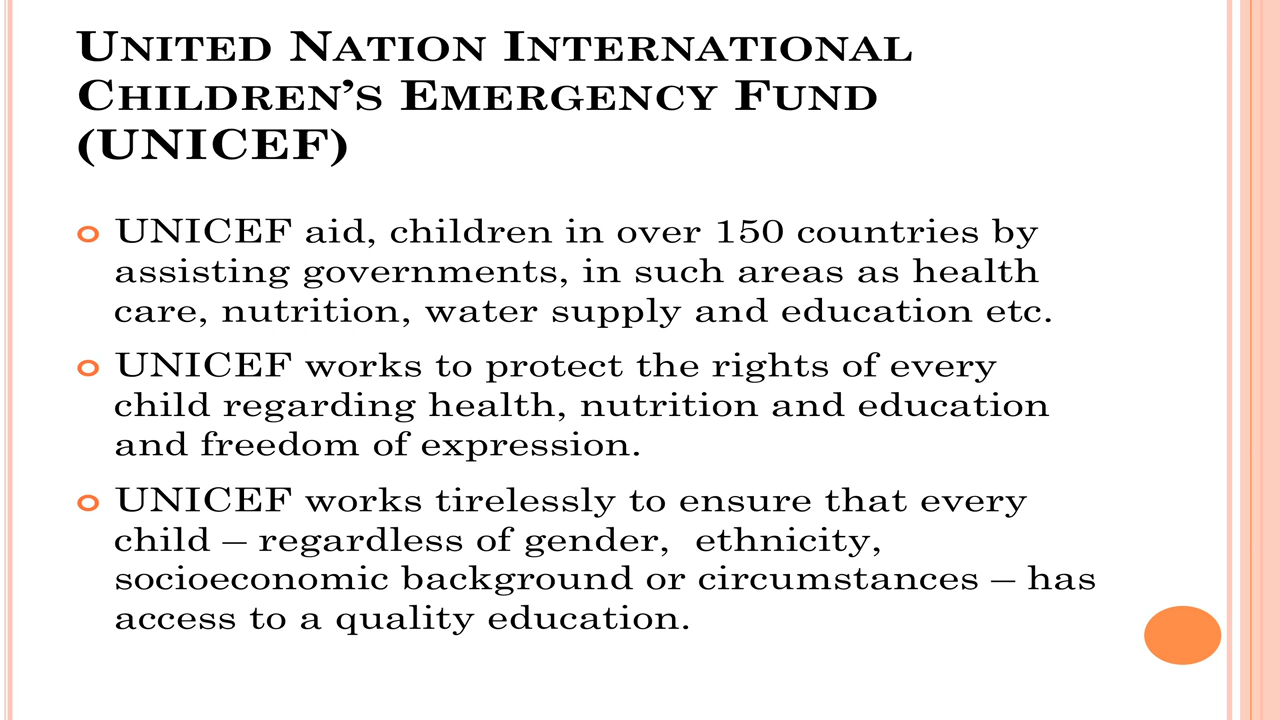 United Nation International
Children's Emergency Fund
(UNICEF)
UNICEF aid, children in over 150 countries by
assisting governments, in such areas as health
care, nutrition, water supply and education etc.
UNICEF works to protect the rights of every
child regarding health, nutrition and education
and freedom of expression.
UNICEF works tirelessly to ensure that every
child – regardless of gender,  ethnicity,
socioeconomic background or circumstances – has
access to a quality education.